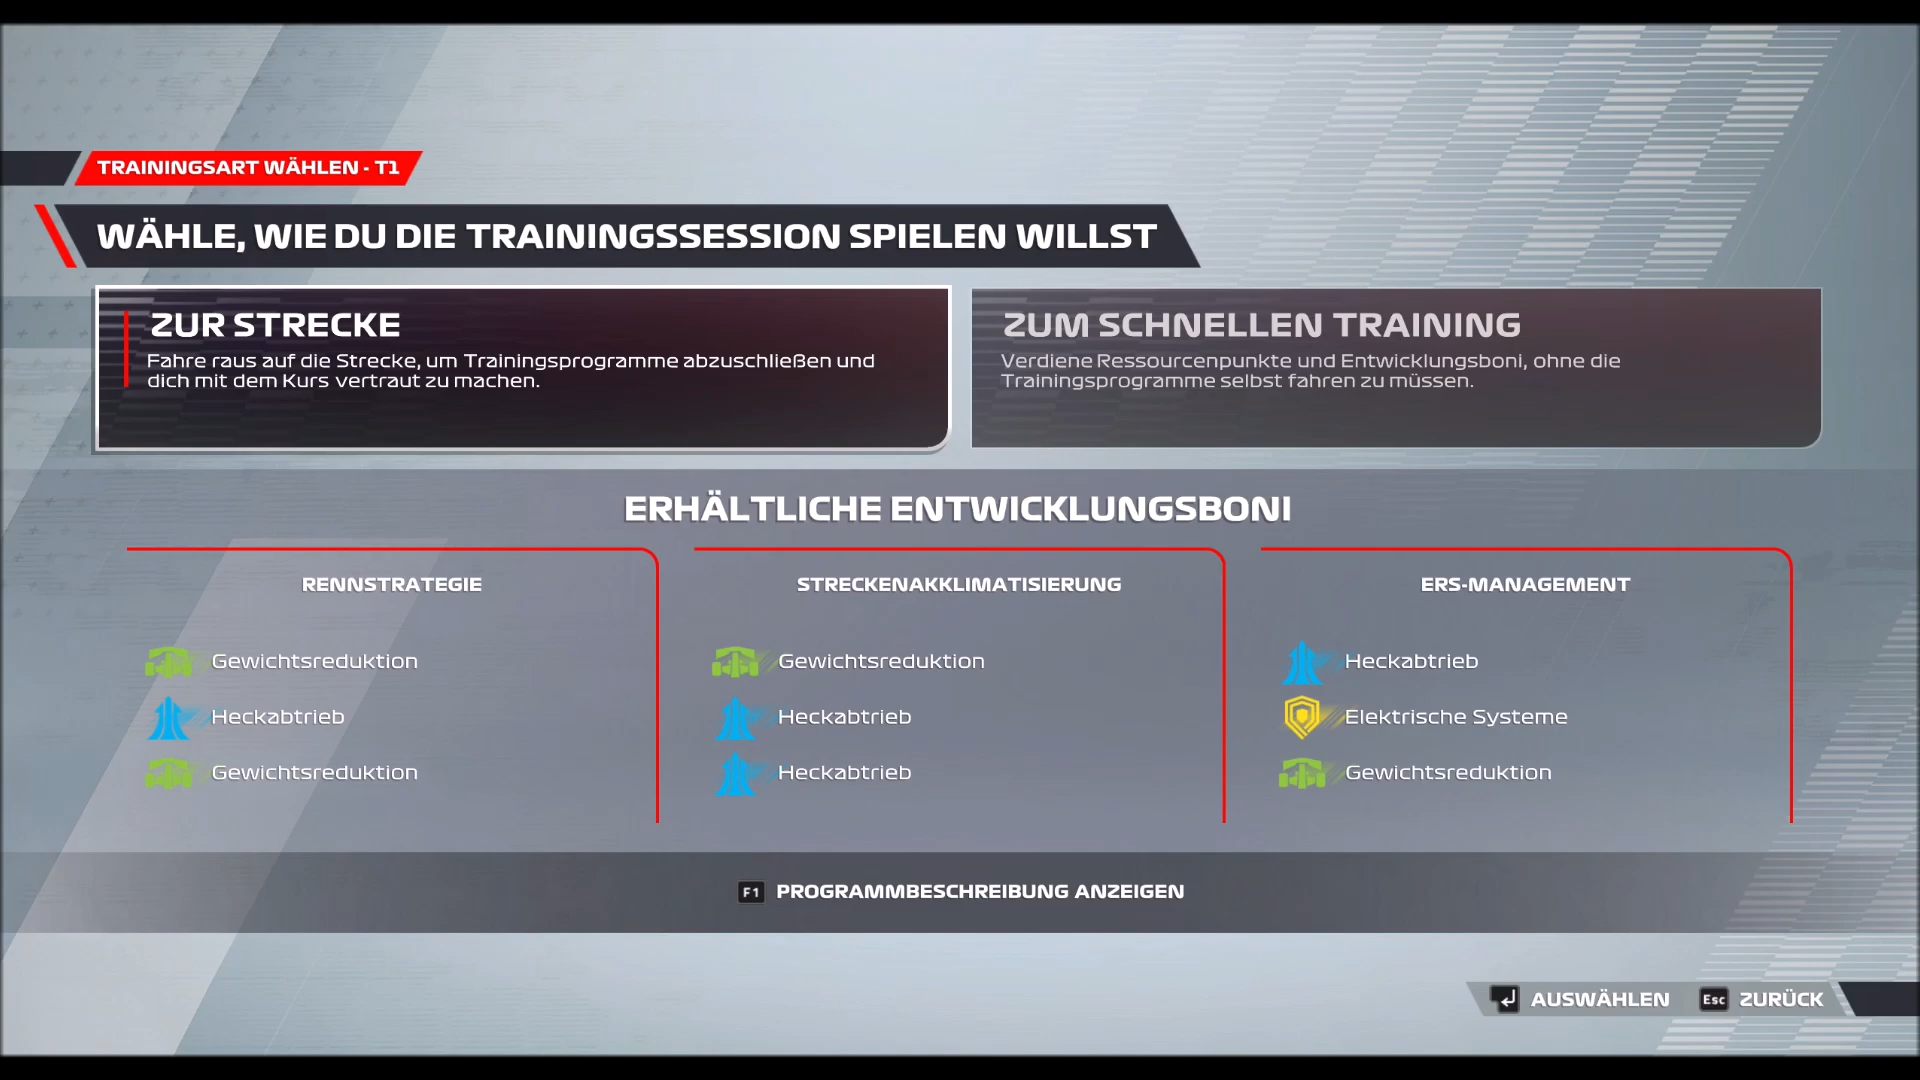 TRAININGSART WÄHLEN - T1
WÄHLE, WIE DU DIE TRAININGSSESSION SPIELEN WILLST
ZUR STRECKE
Fahre raus auf die Strecke, um Trainingsprogramme abzuschließen und
dich mit dem Kurs vertraut zu machen.
ZUM SCHNELLEN TRAINING
Verdiene Ressourcenpunkte und Entwicklungsboni, ohne die
Trainingsprogramme selbst fahren zu müssen.
ERHÄLTLICHE ENTWICKLUNGSBONI
RENNSTRATEGIE
Gewichtsreduktion
Heckabtrieb
Gewichtsreduktion
STRECKENAKKLIMATISIERUNG
Gewichtsreduktion
Heckabtrieb
Heckabtrieb
ERS-MANAGEMENT
Heckabtrieb
Elektrische Systeme
Gewichtsreduktion
F1 PROGRAMMBESCHREIBUNG ANZEIGEN
AUSWÄHLEN
Esc ZURÜCK